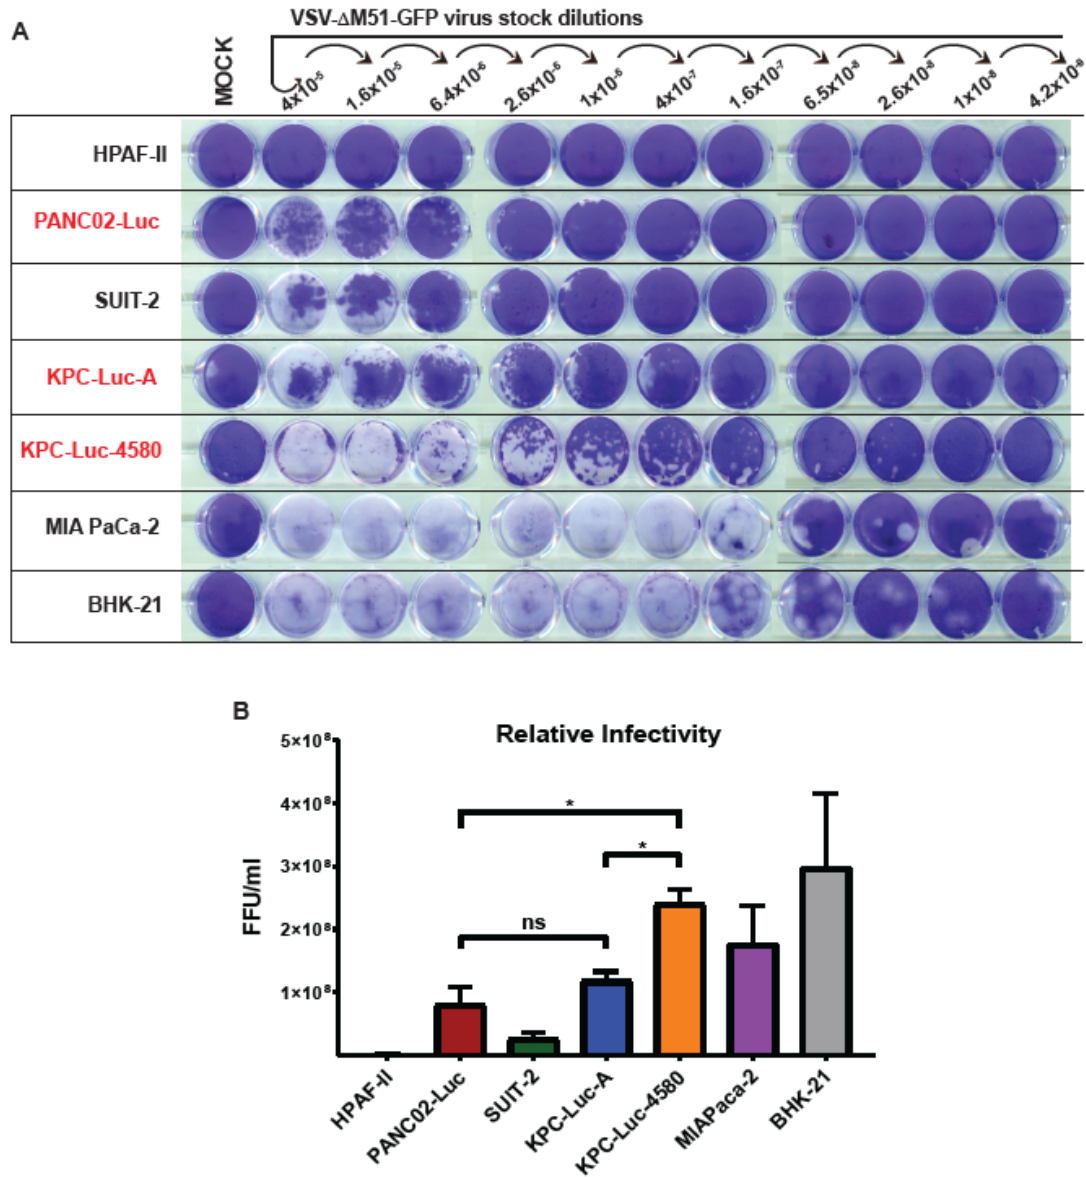 A
VSV-ΔM51-GFP virus stock dilutions
MOCK 4x10⁻⁵ 1.6x10⁻⁵ 6.4x10⁻⁶ 2.6x10⁻⁶ 1x10⁻⁶ 4x10⁻⁷ 1.6x10⁻⁷ 6.5x10⁻⁸ 2.6x10⁻⁸ 1x10⁻⁸ 4.2x10⁻⁹
HPAF-II
PANC02-Luc
SUIT-2
KPC-Luc-A
KPC-Luc-4580
MIA PaCa-2
BHK-21
B
Relative Infectivity
5×10⁸
4×10⁸
3×10⁸
2×10⁸
1×10⁸
FFU/ml
*
*
ns
HPAF-II PANC02-Luc SUIT-2 KPC-Luc-A KPC-Luc-4580 MIAPaca-2 BHK-21